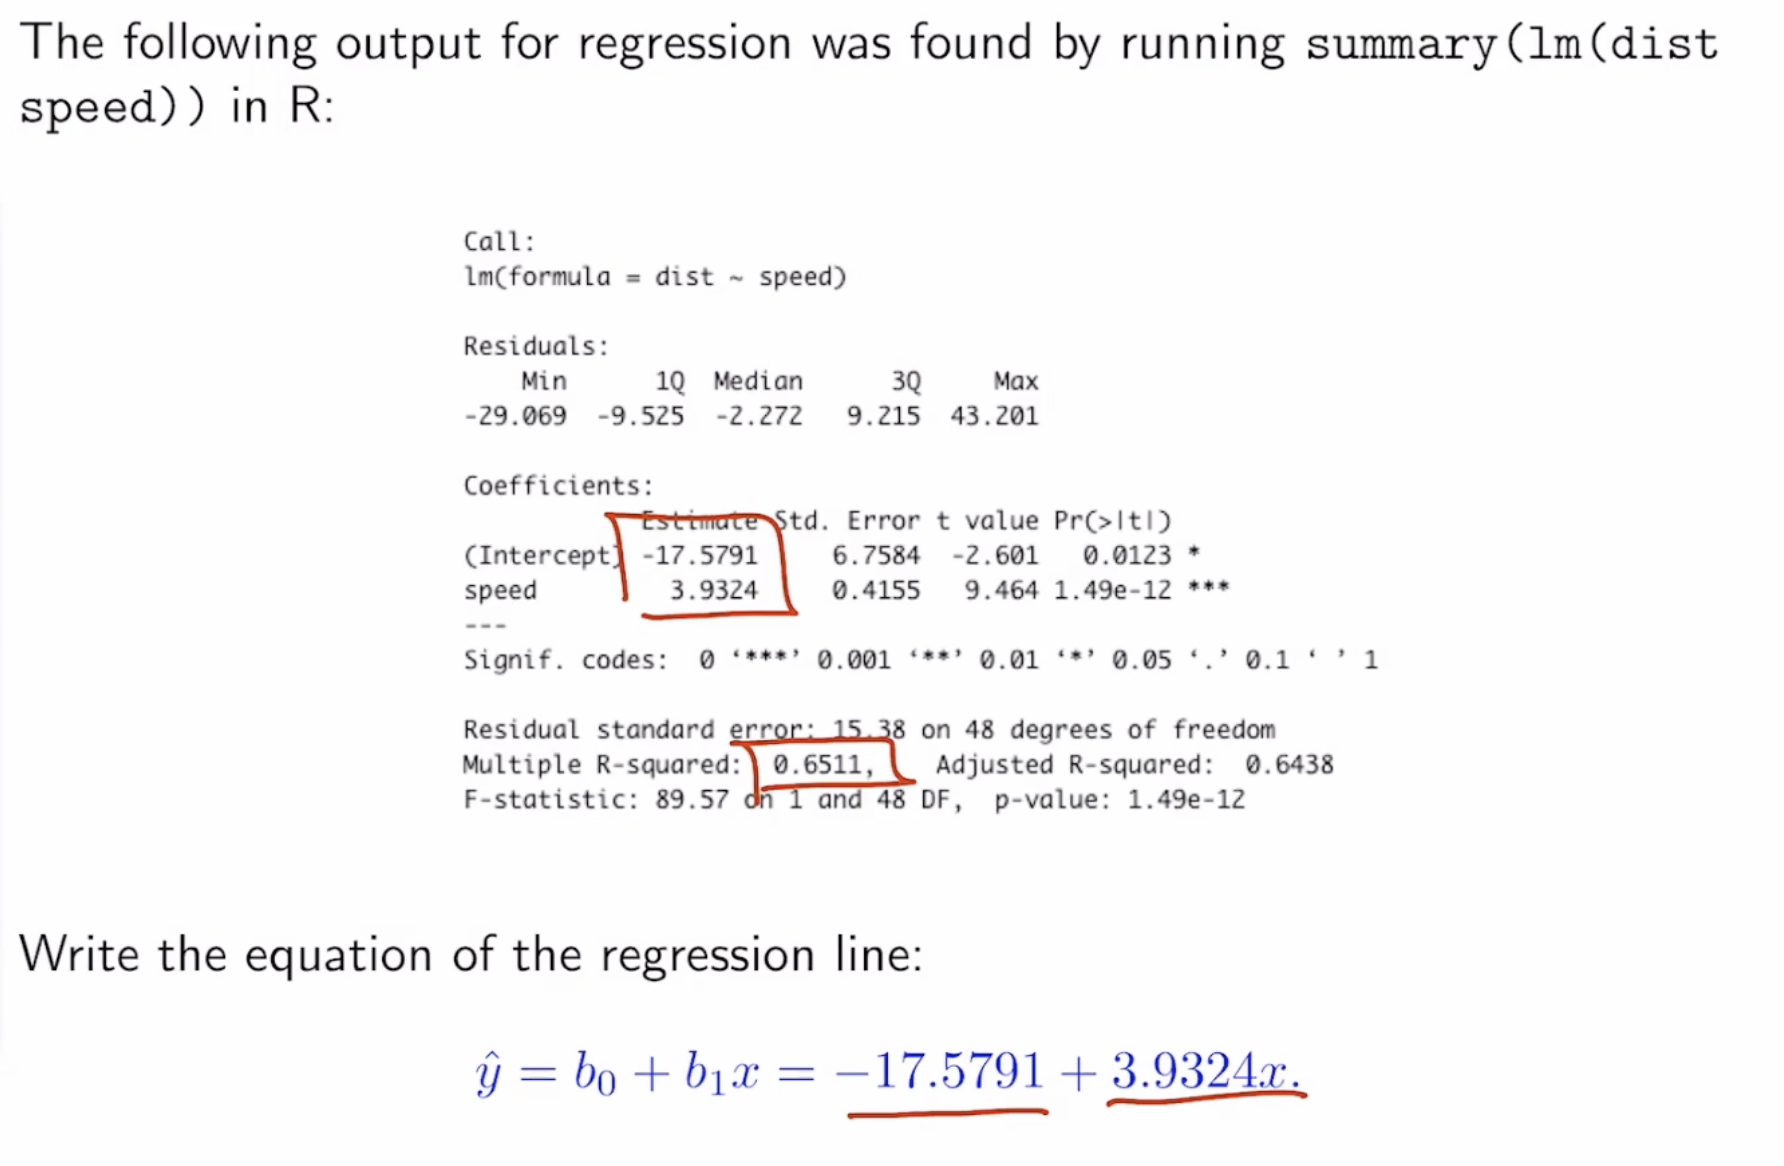 The following output for regression was found by running summary(lm(dist
speed)) in R:
Call:
lm(formula = dist ~ speed)
Residuals:
Min 1Q Median 3Q Max
-29.069 -9.525 -2.272 9.215 43.201
Coefficients:
Estimate Std. Error t value Pr(>|t|)
(Intercept) -17.5791 6.7584 -2.601 0.0123 *
speed 3.9324 0.4155 9.464 1.49e-12 ***
---
Signif. codes: 0 ‘***’ 0.001 ‘**’ 0.01 ‘*’ 0.05 ‘.’ 0.1 ‘ ’ 1
Residual standard error: 15.38 on 48 degrees of freedom
Multiple R-squared: 0.6511, Adjusted R-squared: 0.6438
F-statistic: 89.57 on 1 and 48 DF, p-value: 1.49e-12
Write the equation of the regression line:
ŷ = b₀ + b₁x = −17.5791 + 3.9324x.